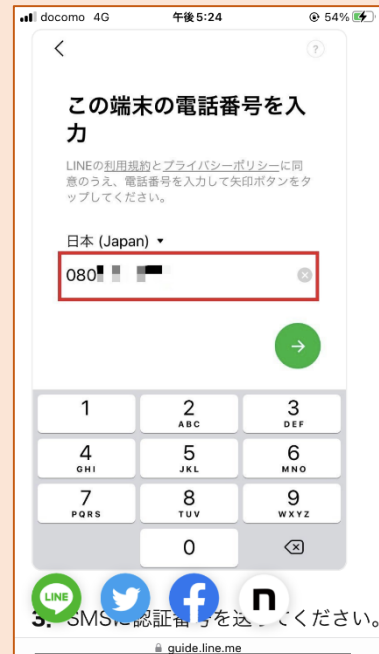 docomo 4G 午後5:24 54%
?
この端末の電話番号を入
力
LINEの利用規約とプライバシーポリシーに同
意のうえ、電話番号を入力して矢印ボタンをタ
ップしてください。
日本 (Japan)
080
1 2 3
ABC DEF
4 5 6
GHI JKL MNO
7 8 9
PQRS TUV WXYZ
0
LINE
3. SMSに認証番号を送ってください。
guide.line.me